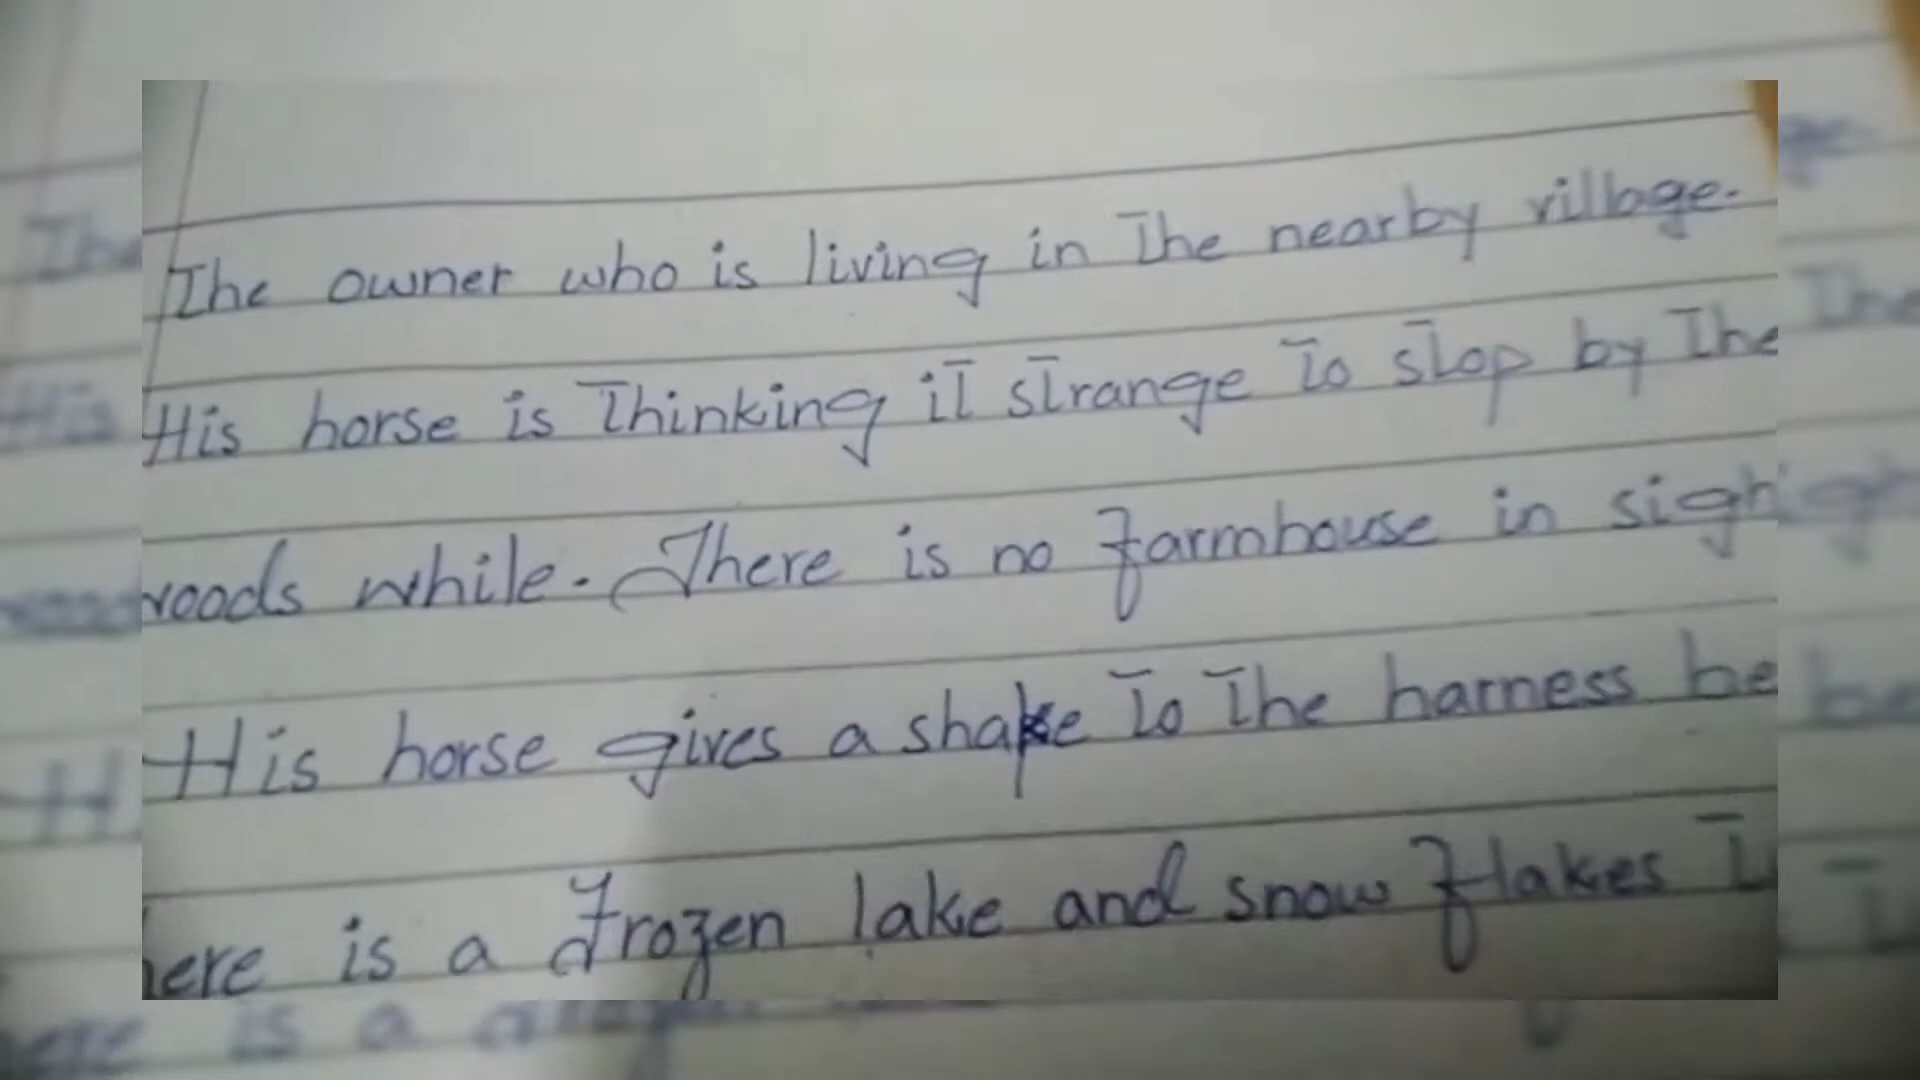 The owner who is living in the nearby village.
His horse is thinking it strange to stop by the
woods while. There is no farmhouse in sigh
His horse gives a shake to the harness be
here is a frozen lake and snow flakes